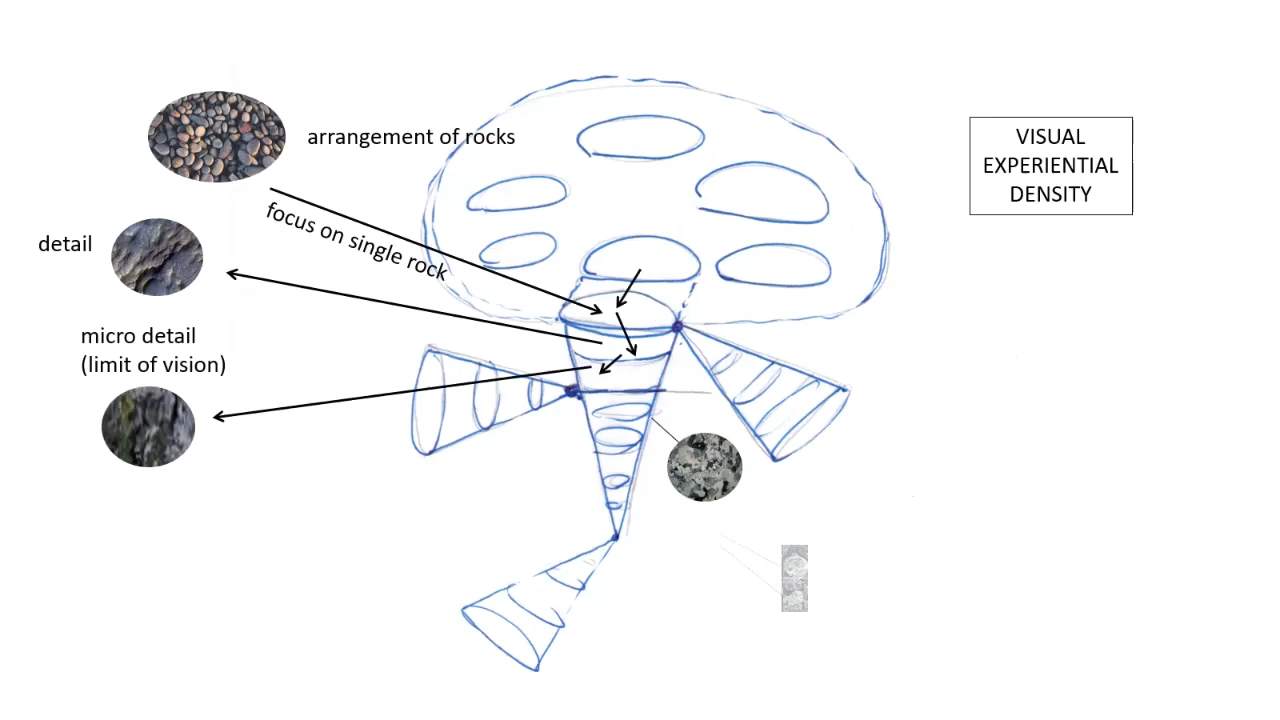 arrangement of rocks
focus on single rock
detail
micro detail
(limit of vision)
VISUAL
EXPERIENTIAL
DENSITY